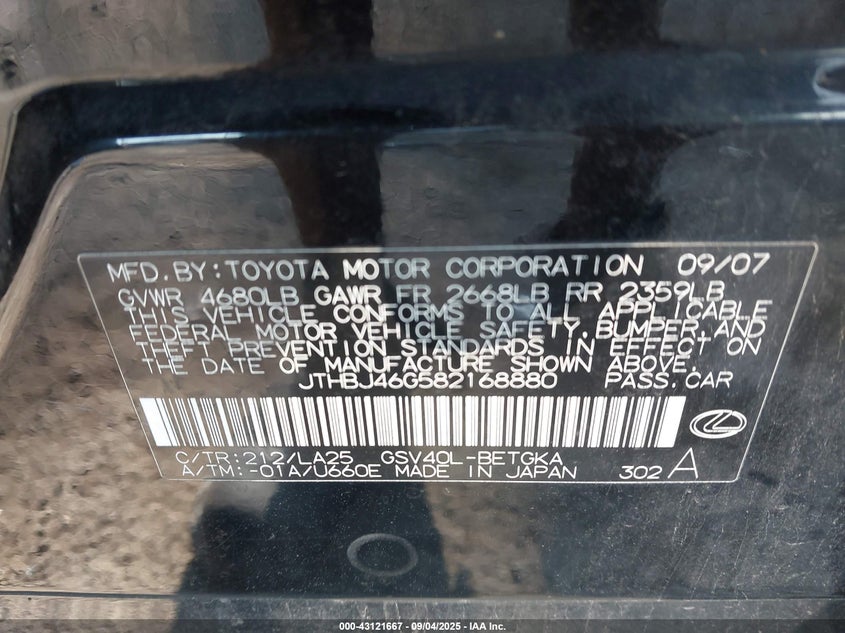 MFD.BY:TOYOTA MOTOR CORPORATION 09/07
GVWR 4680LB GAWR FR 2668LB RR 2359LB
THIS VEHICLE CONFORMS TO ALL APPLICABLE
FEDERAL MOTOR VEHICLE SAFETY, BUMPER, AND
THEFT PREVENTION STANDARDS IN EFFECT ON
THE DATE OF MANUFACTURE SHOWN ABOVE.
JTHBJ46G582168880 PASS.CAR
C/TR:212/LA25 GSV40L-BETGKA
A/TM:-01A/U660E MADE IN JAPAN 302 A
000-43121667 - 09/04/2025 - IAA Inc.